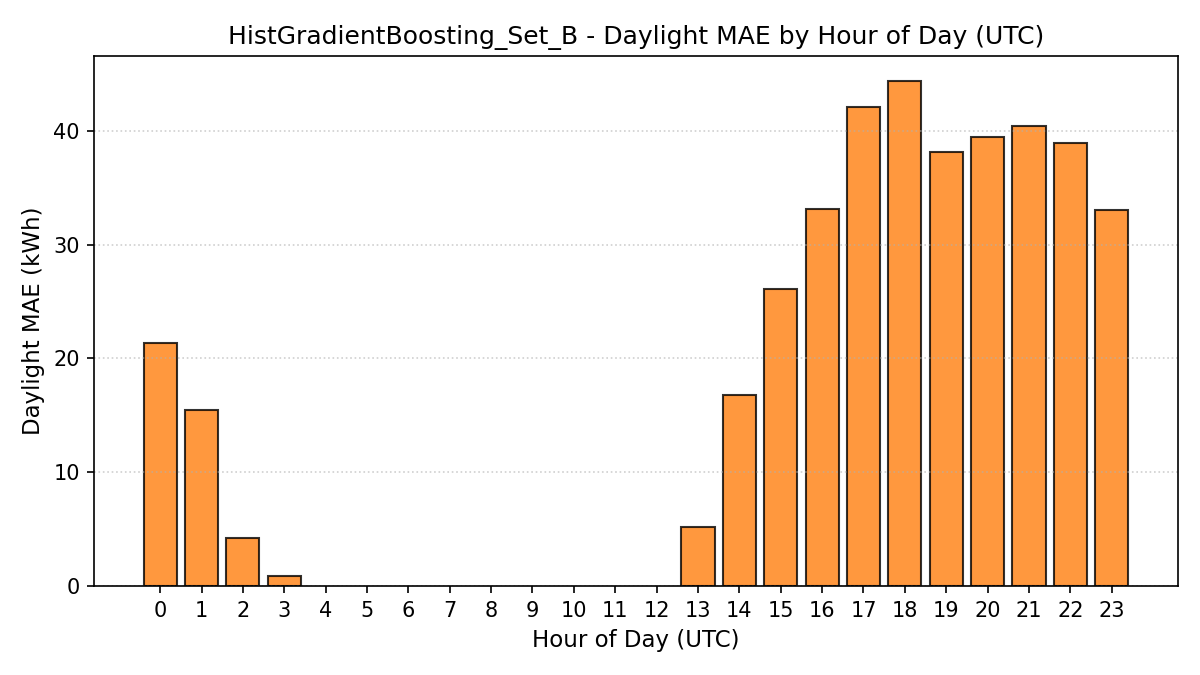 HistGradientBoosting_Set_B - Daylight MAE by Hour of Day (UTC)
Daylight MAE (kWh)
40
30
20
10
0
0 1 2 3 4 5 6 7 8 9 10 11 12 13 14 15 16 17 18 19 20 21 22 23
Hour of Day (UTC)